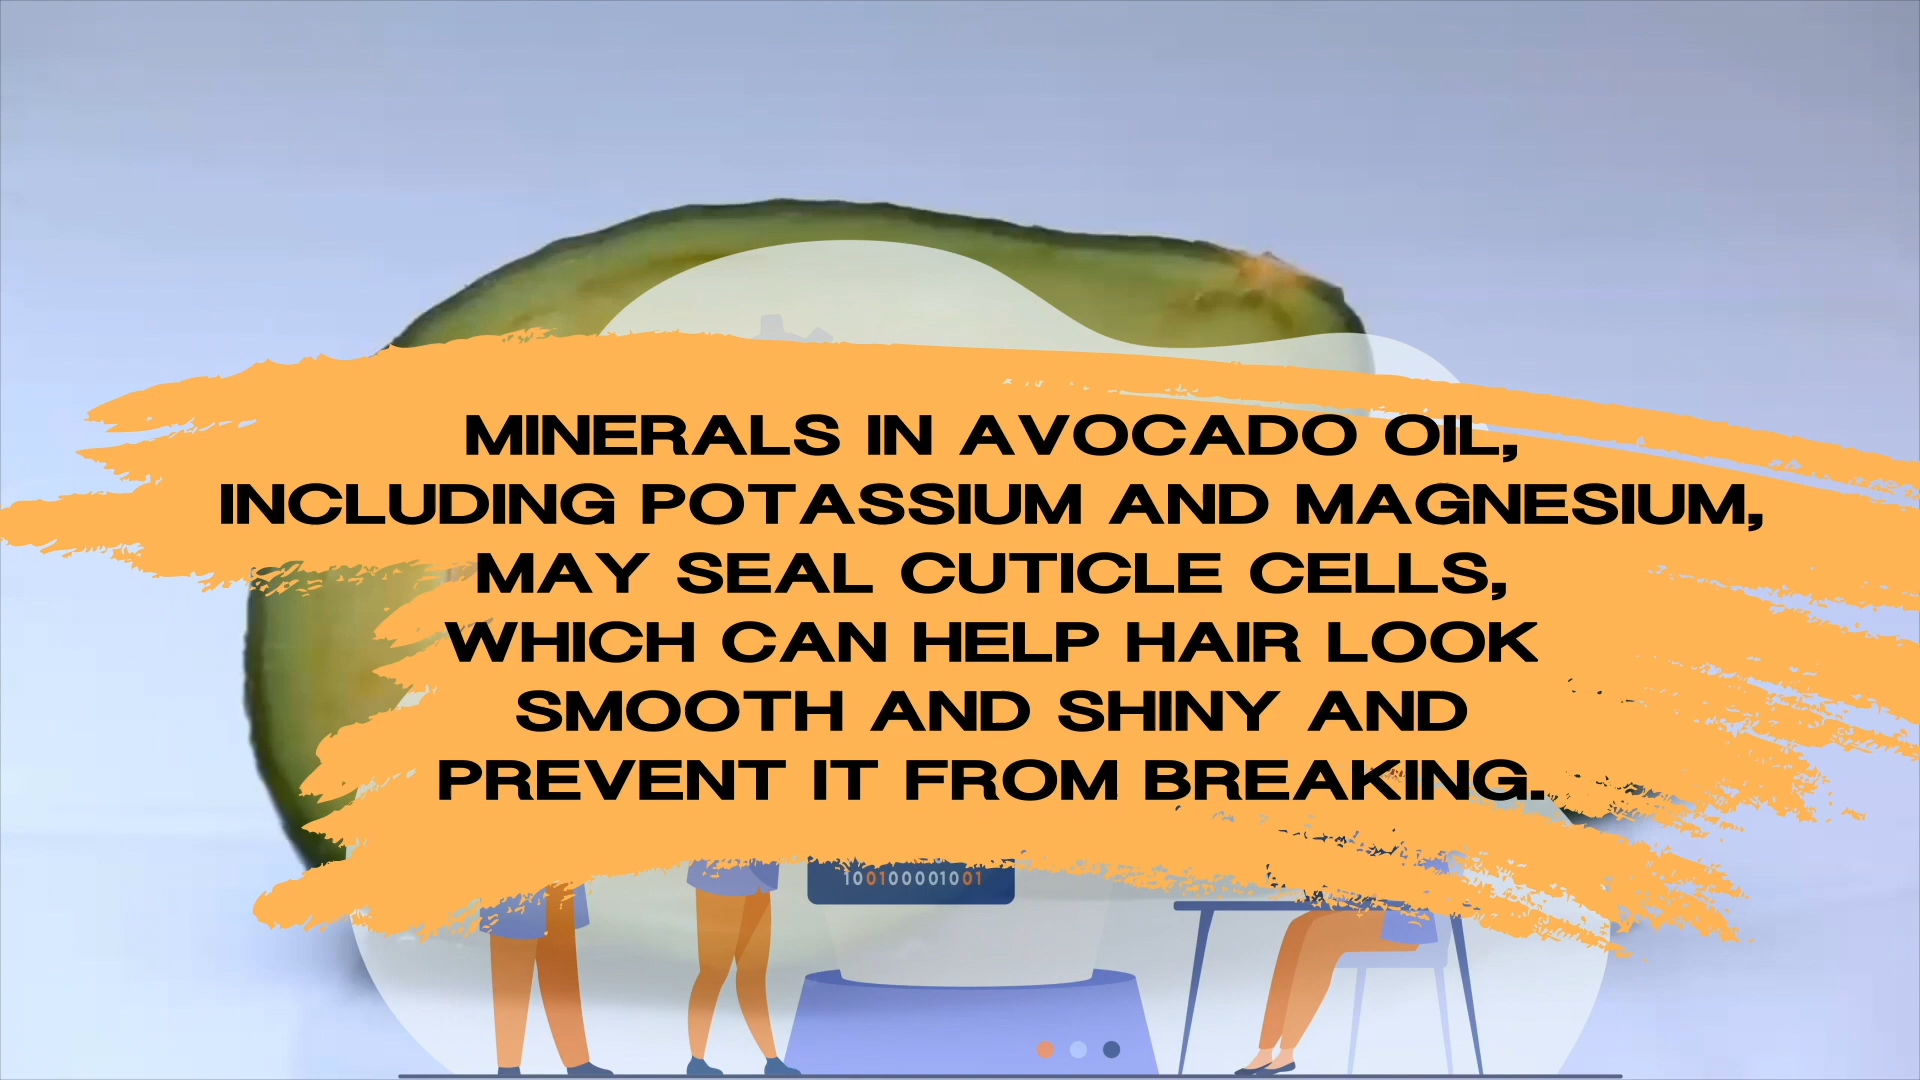 MINERALS IN AVOCADO OIL,
INCLUDING POTASSIUM AND MAGNESIUM,
MAY SEAL CUTICLE CELLS,
WHICH CAN HELP HAIR LOOK
SMOOTH AND SHINY AND
PREVENT IT FROM BREAKING.
1001000001001